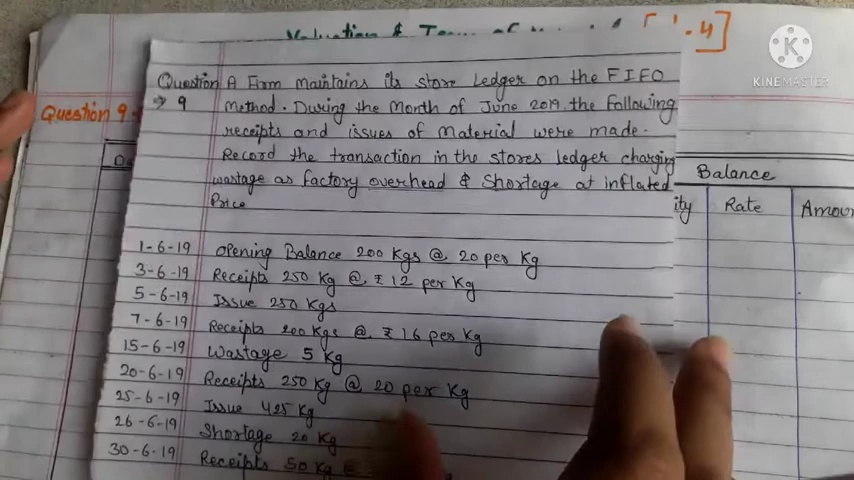 4]
KINEMASTER
Question A Firm maintains its store Ledger on the FIFO
⇒ 9 method. During the Month of June 2019 the following
Question 9
receipts and issues of Material were made.
Record the transaction in the stores ledger charging
wastage as factory overhead & Shortage at inflated
Price
Balance
ity Rate Amoun
1-6-19 Opening Balance 200 Kgs @ 20 per Kg
3-6-19 Receipts 250 Kg @ ₹12 per Kg
5-6-19 Issue 250 Kgs
7-6-19 Receipts 200 Kgs @ ₹16 per Kg
15-6-19 Wastage 5 Kg
20-6-19 Receipts 250 Kg @ 20 per Kg
25-6-19 Issue 425 Kg
26-6-19 Shortage 20 Kg
30-6-19 Receipts 50 Kg